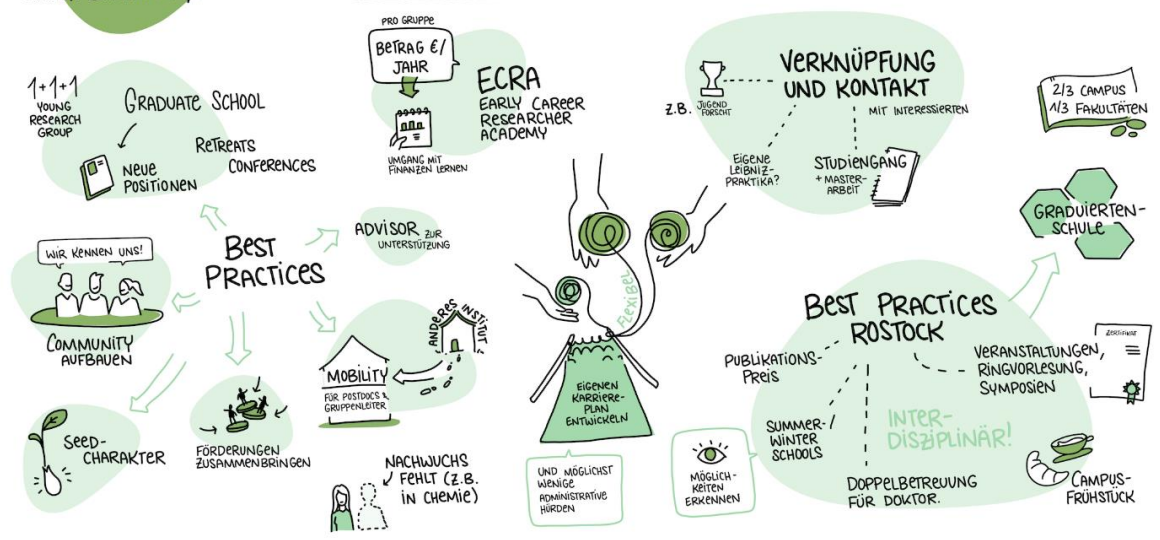 1+1+1
YOUNG
RESEARCH
GROUP
GRADUATE SCHOOL
NEUE
POSITIONEN
RETREATS
CONFERENCES
PRO GRUPPE
BETRAG €/
JAHR
UMGANG MIT
FINANZEN LERNEN
ECRA
EARLY CAREER
RESEARCHER
ACADEMY
BEST
PRACTICES
ADVISOR ZUR
UNTERSTÜTZUNG
WIR KENNEN UNS!
COMMUNITY
AUFBAUEN
SEED-
CHARAKTER
FÖRDERUNGEN
ZUSAMMENBRINGEN
ANDERES INSTITUT
MOBILITY
FÜR POSTDOCS &
GRUPPENLEITER
NACHWUCHS
FEHLT (Z.B.
IN CHEMIE)
FLEXIBEL
EIGENEN
KARRIERE-
PLAN
ENTWICKELN
UND MÖGLICHST
WENIGE
ADMINISTRATIVE
HÜRDEN
VERKNÜPFUNG
UND KONTAKT
MIT INTERESSIERTEN
Z.B.
JUGEND
FORSCHT
EIGENE
LEIBNIZ-
PRAKTIKA?
STUDIENGANG
+ MASTER-
ARBEIT
2/3 CAMPUS
1/3 FAKULTÄTEN
GRADUIERTEN-
SCHULE
BEST PRACTICES
ROSTOCK
PUBLIKATIONS-
PREIS
SUMMER-/
WINTER
SCHOOLS
MÖGLICH-
KEITEN
ERKENNEN
DOPPELBETREUUNG
FÜR DOKTOR.
INTER-
DISZIPLINÄR!
VERANSTALTUNGEN,
RINGVORLESUNG,
SYMPOSIEN
ZERTIFIKAT
CAMPUS-
FRÜHSTÜCK